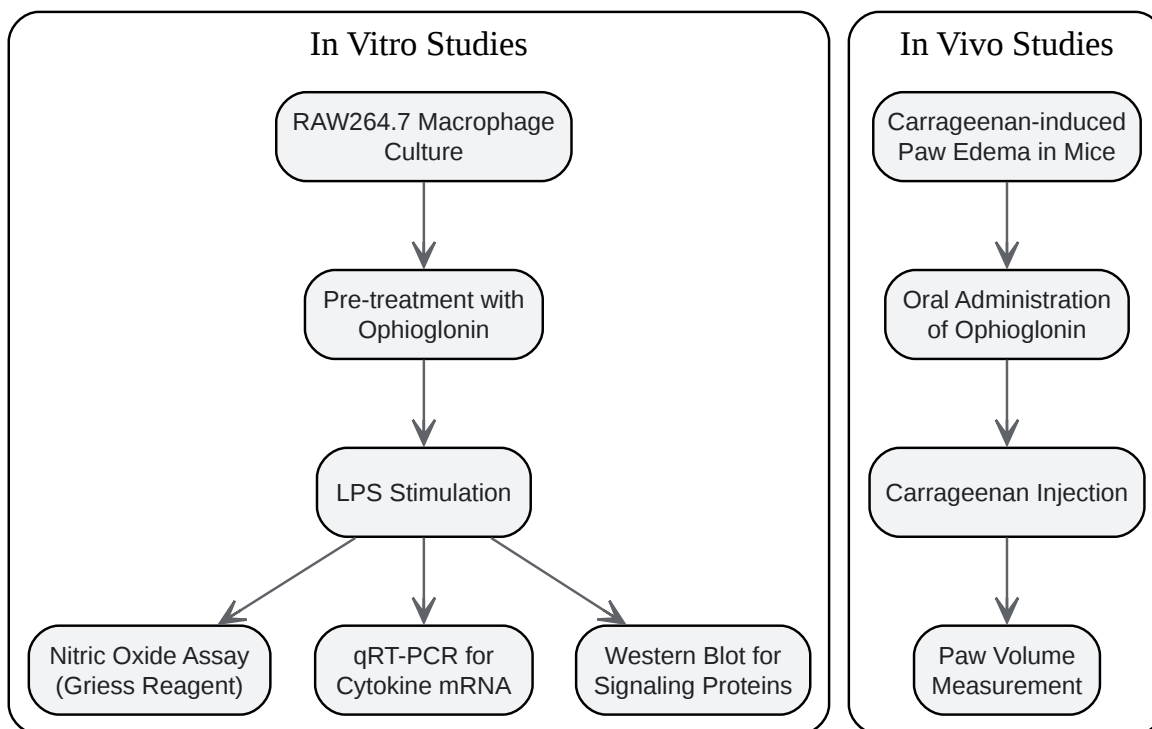 In Vitro Studies
RAW264.7 Macrophage
Culture
Pre-treatment with
Ophioglonin
LPS Stimulation
Nitric Oxide Assay
(Griess Reagent)
qRT-PCR for
Cytokine mRNA
Western Blot for
Signaling Proteins
In Vivo Studies
Carrageenan-induced
Paw Edema in Mice
Oral Administration
of Ophioglonin
Carrageenan Injection
Paw Volume
Measurement